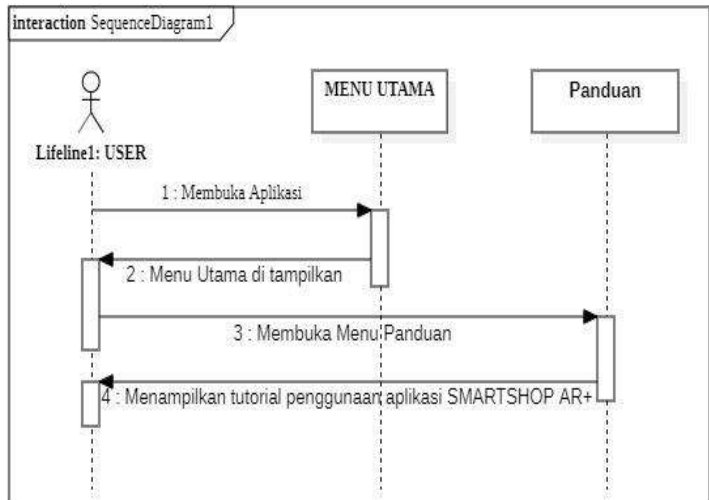 interaction SequenceDiagram1
MENU UTAMA
Panduan
Lifeline1: USER
1 : Membuka Aplikasi
2 : Menu Utama di tampilkan
3 : Membuka Menu Panduan
4 : Menampilkan tutorial penggunaan aplikasi SMARTSHOP AR+